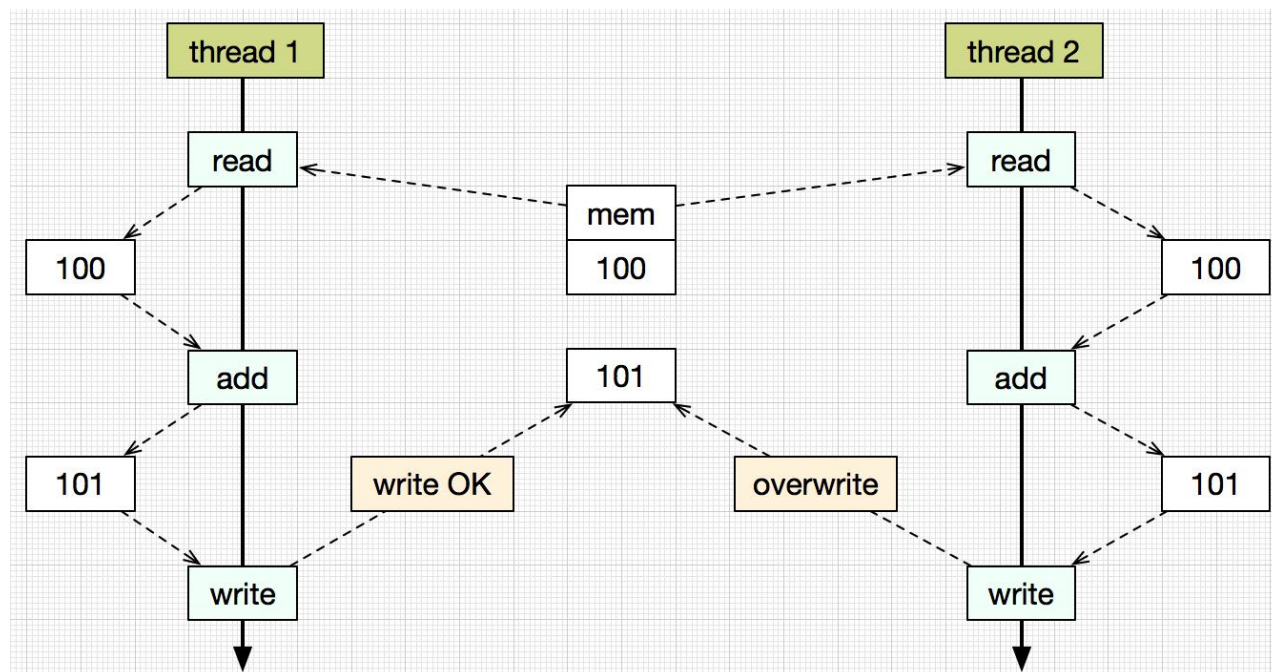 thread 1
thread 2
read
read
mem
100
100
100
add
101
add
101
write OK
overwrite
101
write
write